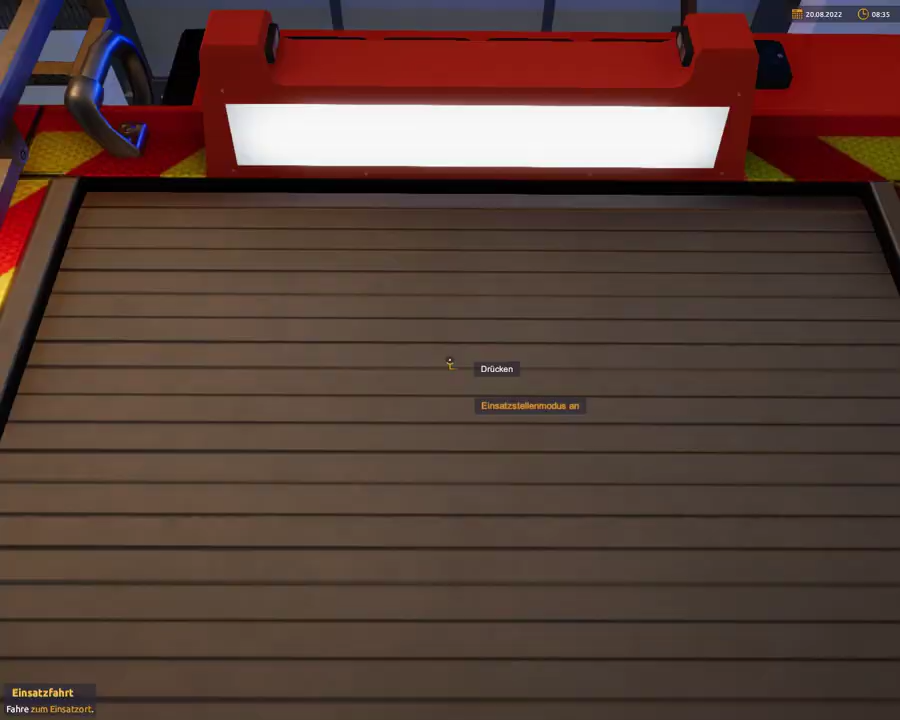 20.08.2022 08:35
Drücken
Einsatzstellenmodus an
Einsatzfahrt
Fahre zum Einsatzort.